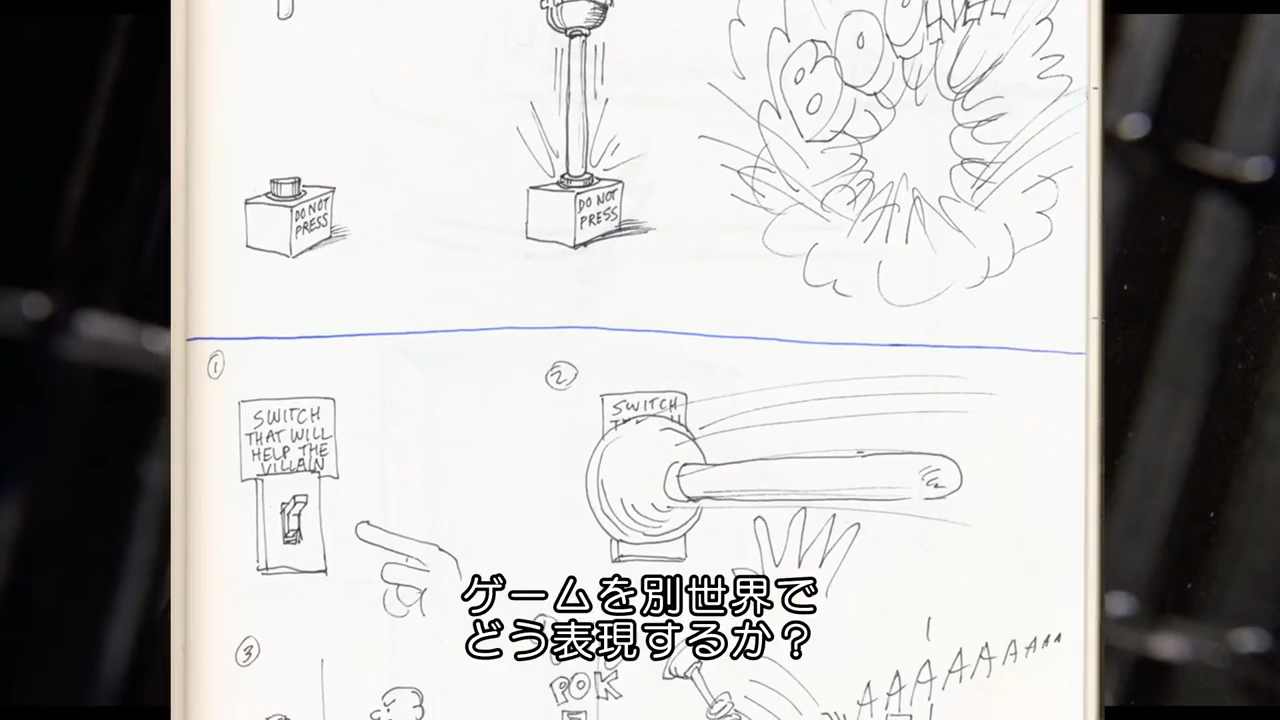 BOOM!
DO NOT
PRESS
DO NOT
PRESS
①
②
SWITCH
THAT WILL
HELP THE
VILLAIN
SWITCH
③
POK
AAAAAAAAA
ゲームを別世界で
どう表現するか？